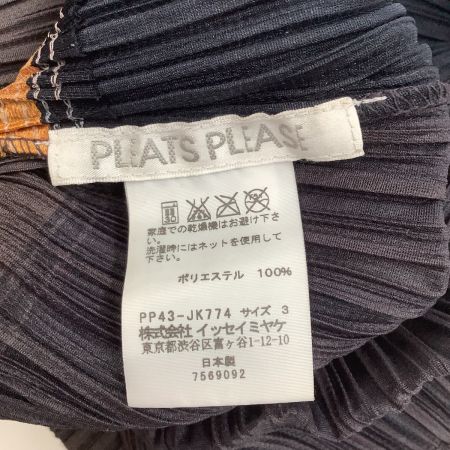 PLEATS PLEASE
家庭での乾燥機はお避け下さ
い。
洗濯時にはネットを使用して
下さい。
ポリエステル 100%
PP43-JK774 サイズ 3
株式会社 イッセイミヤケ
東京都渋谷区富ヶ谷1-12-10
日本製
7569092